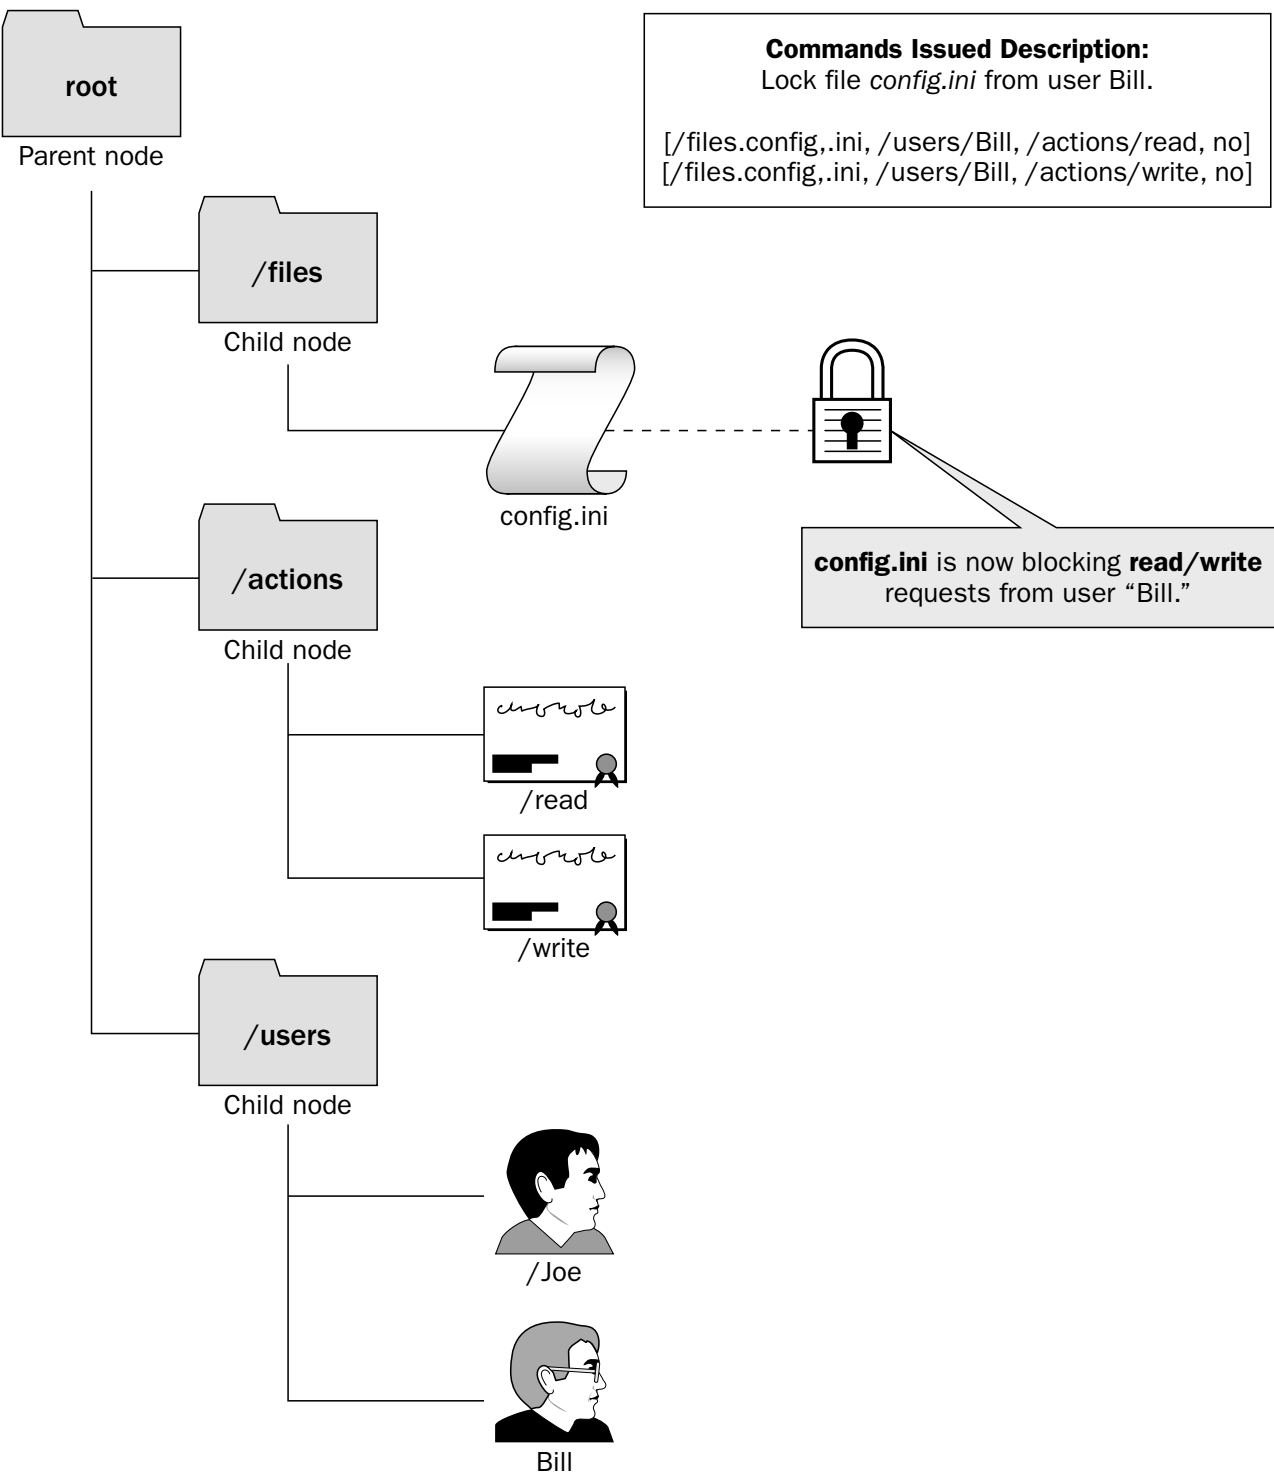 root
Parent node
Commands Issued Description:
Lock file config.ini from user Bill.
[/files.config,.ini, /users/Bill, /actions/read, no]
[/files.config,.ini, /users/Bill, /actions/write, no]
/files
Child node
config.ini
config.ini is now blocking read/write
requests from user “Bill.”
/actions
Child node
/read
/write
/users
Child node
/Joe
Bill